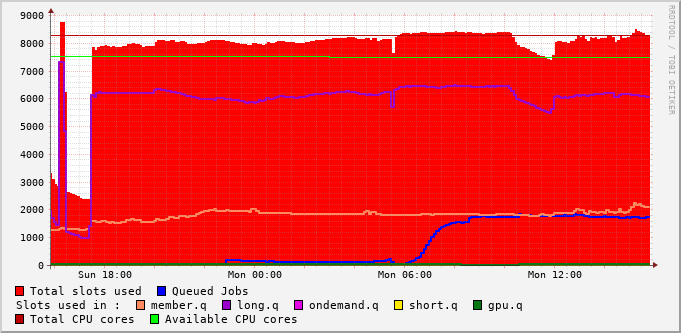 9000
8000
7000
6000
5000
4000
3000
2000
1000
0
Sun 18:00 Mon 00:00 Mon 06:00 Mon 12:00
RRDTOOL / TOBI OETIKER
Total slots used Queued Jobs
Slots used in : member.q long.q ondemand.q short.q gpu.q
Total CPU cores Available CPU cores